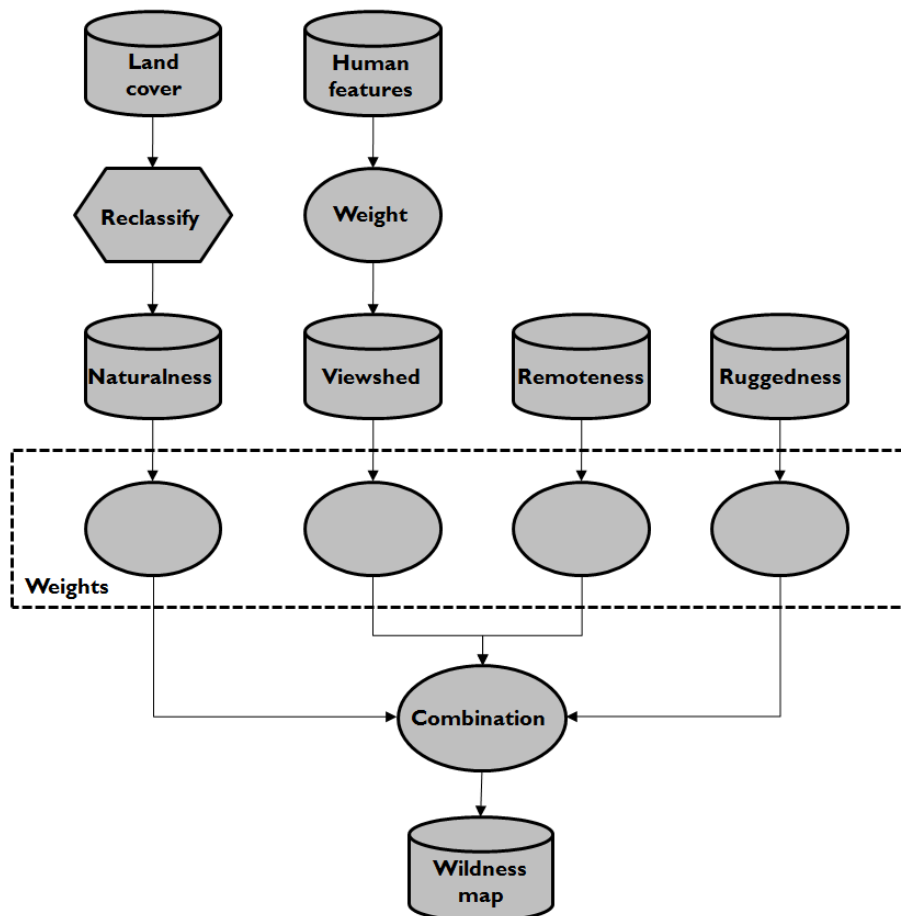 Land
cover
Human
features
Reclassify
Weight
Naturalness
Viewshed
Remoteness
Ruggedness
Weights
Combination
Wildness
map